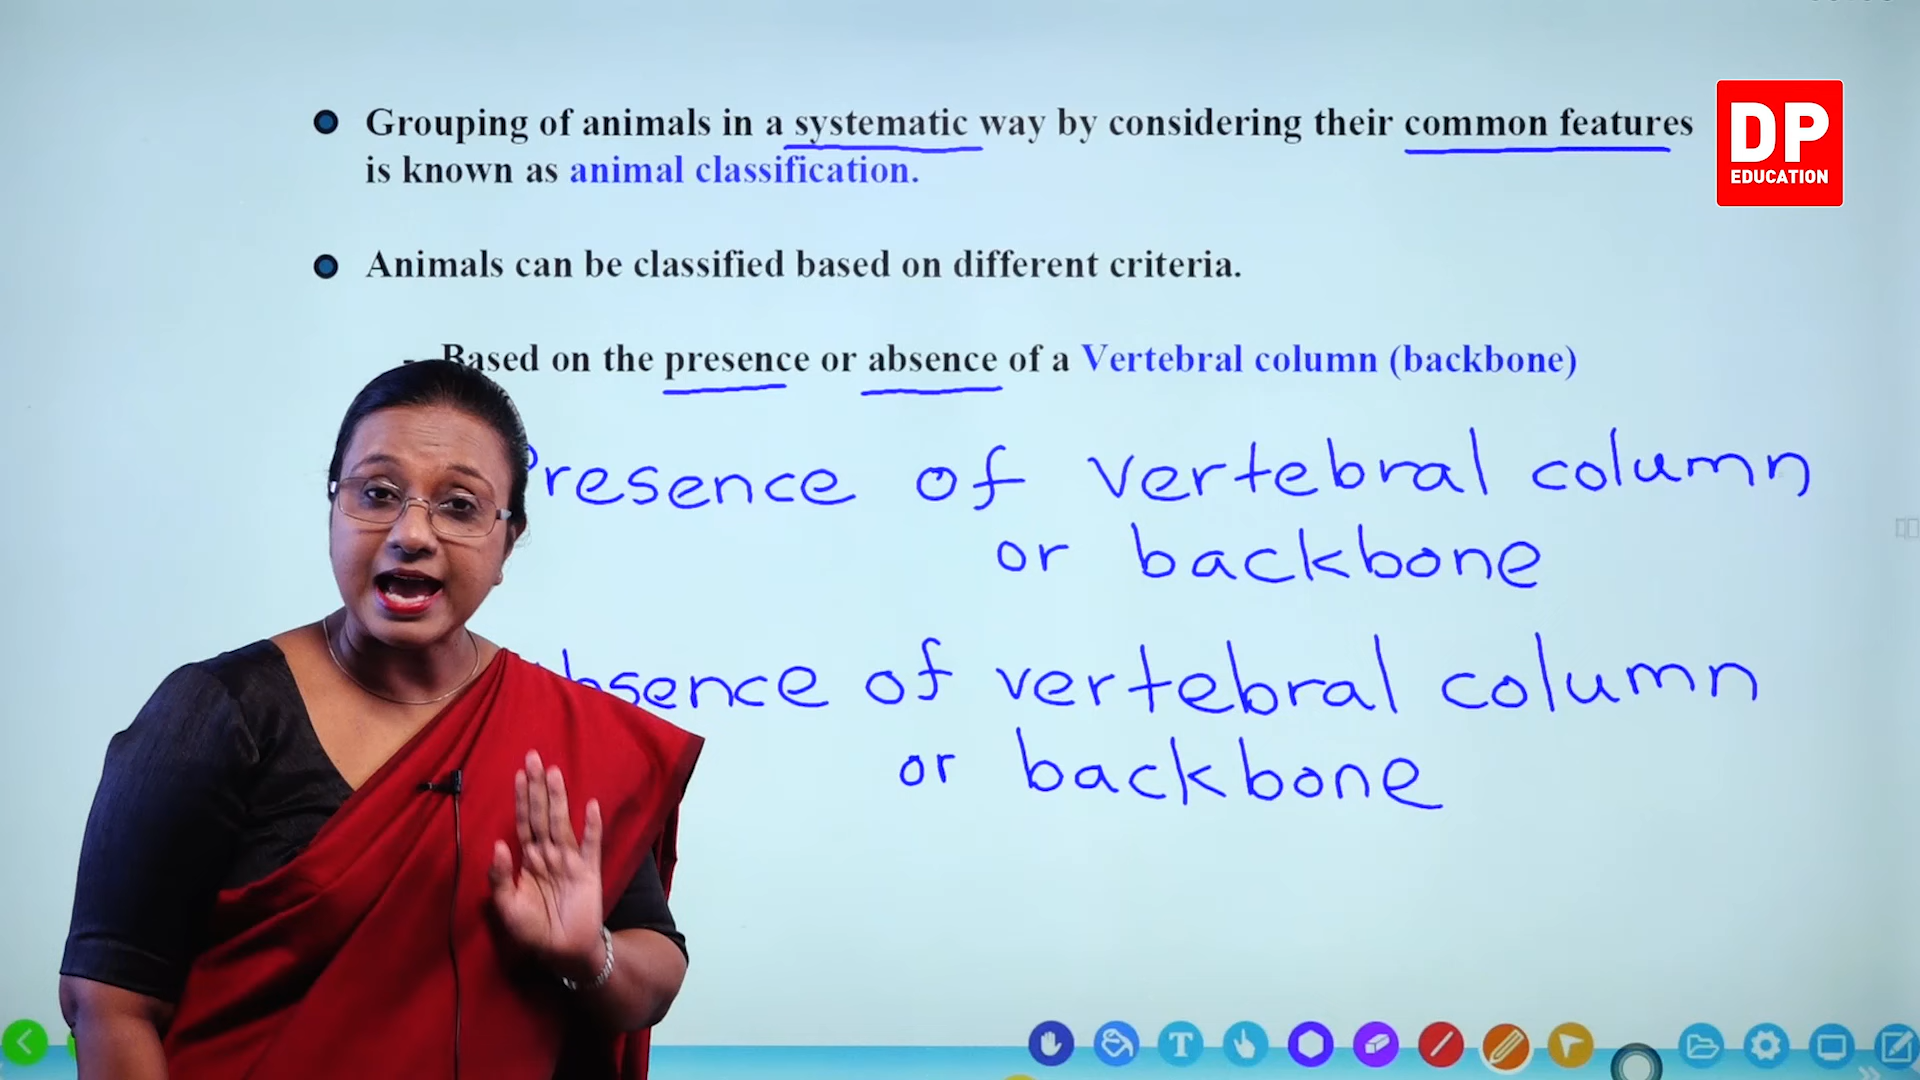 Grouping of animals in a systematic way by considering their common features
is known as animal classification.
DP
EDUCATION
Animals can be classified based on different criteria.
- Based on the presence or absence of a Vertebral column (backbone)
Presence of vertebral column
or backbone
Absence of vertebral column
or backbone